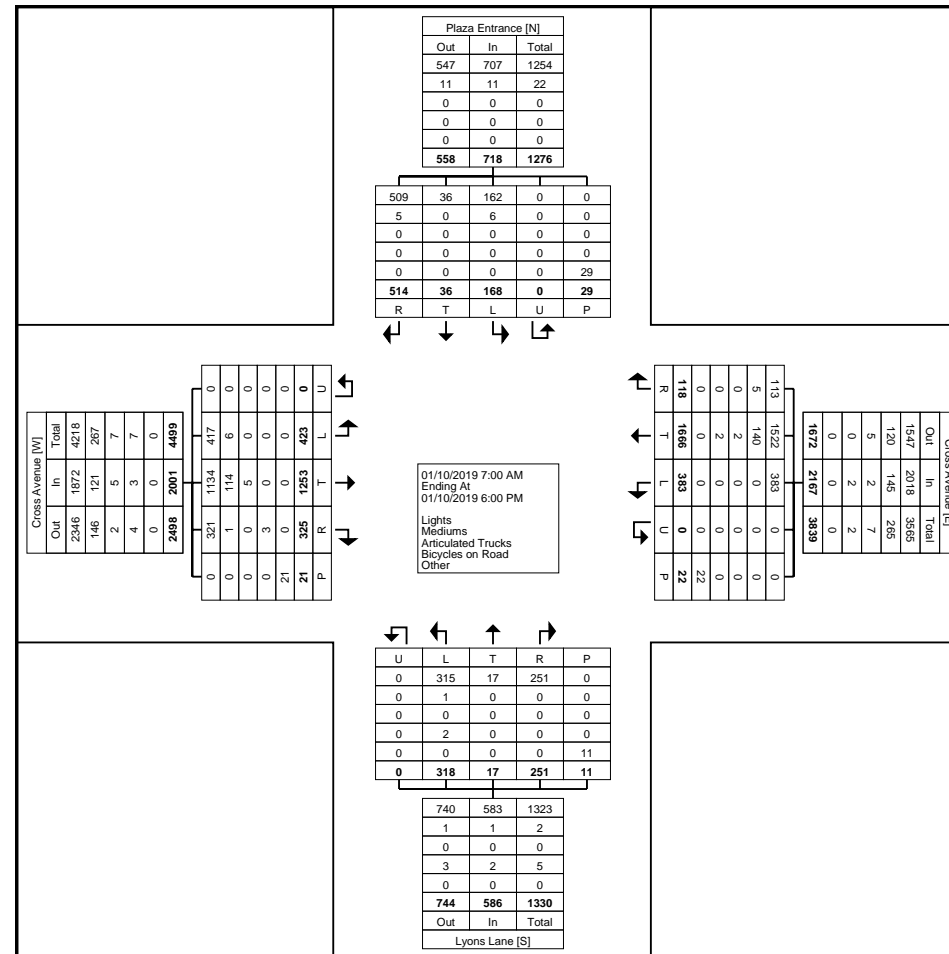 Plaza Entrance [N]
Out In Total
547 707 1254
11 11 22
0 0 0
0 0 0
0 0 0
558 718 1276
509 36 162 0 0
5 0 6 0 0
0 0 0 0 0
0 0 0 0 0
0 0 0 0 29
514 36 168 0 29
R T L U P
Cross Avenue [W]
Total 4218 267 7 7 0 4499
In 1872 121 5 3 0 2001
Out 2346 146 2 4 0 2498
0 0 0 0 0 0 U
417 6 0 0 0 423 L
1134 114 5 0 0 1253 T
321 1 0 3 0 325 R
0 0 0 0 21 21 P
01/10/2019 7:00 AM
Ending At
01/10/2019 6:00 PM
Lights
Mediums
Articulated Trucks
Bicycles on Road
Other
R 118 0 0 0 5 113
T 1666 0 2 2 140 1522
L 383 0 0 0 0 383
U 0 0 0 0 0 0
P 22 22 0 0 0 0
1672 0 0 5 120 1547 Out
2167 0 2 2 145 2018 In
3839 0 2 7 265 3565 Total
Cross Avenue [E]
U L T R P
0 315 17 251 0
0 1 0 0 0
0 0 0 0 0
0 2 0 0 0
0 0 0 0 11
0 318 17 251 11
740 583 1323
1 1 2
0 0 0
3 2 5
0 0 0
744 586 1330
Out In Total
Lyons Lane [S]